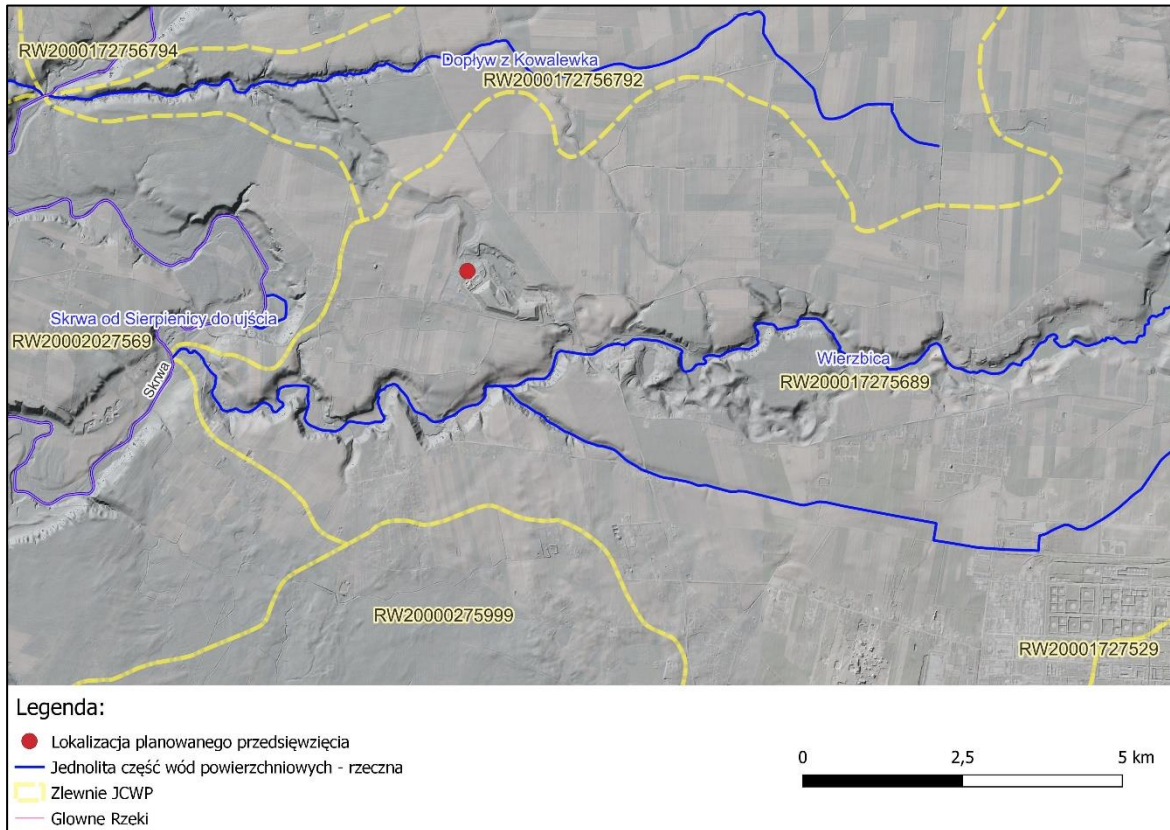 RW2000172756794
Dopływ z Kowalewka
RW2000172756792
Skrwa od Sierpienicy do ujścia
RW20002027569
Skrwa
Wierzbica
RW200017275689
RW20000275999
RW20001727529
Legenda:
Lokalizacja planowanego przedsięwzięcia
Jednolita część wód powierzchniowych - rzeczna
Zlewnie JCWP
Glowne Rzeki
0 2,5 5 km